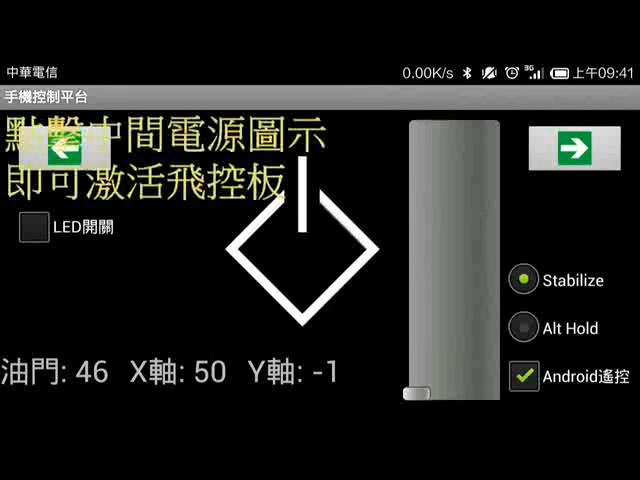 中華電信
0.00K/s
3G
上午09:41
手機控制平台
點擊中間電源圖示
即可激活飛控板
LED開關
Stabilize
Alt Hold
Android遙控
油門: 46 X軸: 50 Y軸: -1